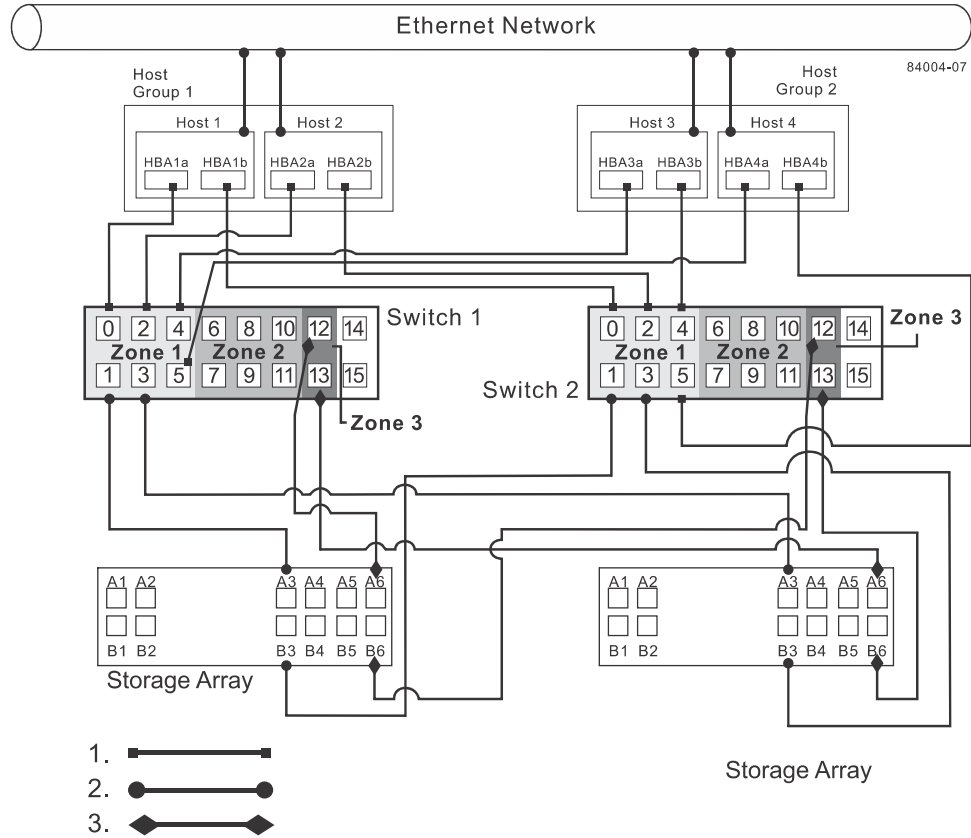 Ethernet Network
84004-07
Host
Group 1
Host
Group 2
Host 1
Host 2
Host 3
Host 4
HBA1a
HBA1b
HBA2a
HBA2b
HBA3a
HBA3b
HBA4a
HBA4b
0 2 4 6 8 10 12 14
Zone 1
Zone 2
1 3 5 7 9 11 13 15
Switch 1
Zone 3
0 2 4 6 8 10 12 14
Zone 1
Zone 2
1 3 5 7 9 11 13 15
Zone 3
Switch 2
A1 A2 A3 A4 A5 A6
B1 B2 B3 B4 B5 B6
Storage Array
A1 A2 A3 A4 A5 A6
B1 B2 B3 B4 B5 B6
Storage Array
1.
2.
3.